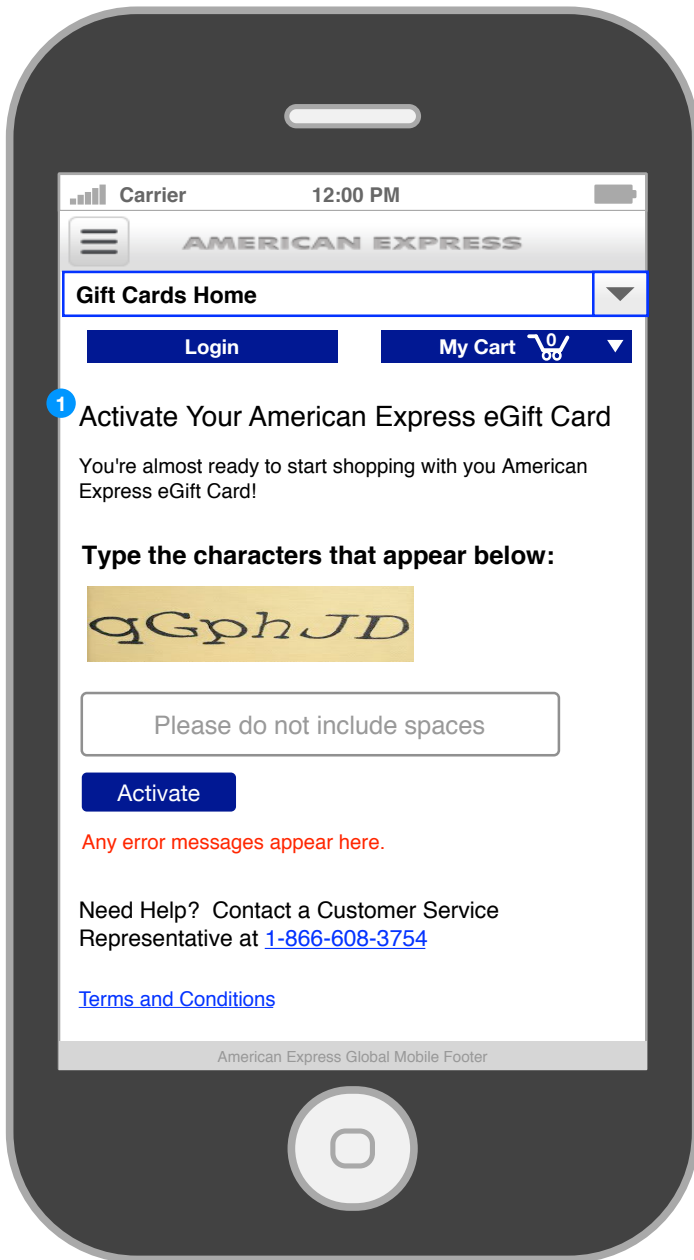 Carrier 12:00 PM
AMERICAN EXPRESS
Gift Cards Home
Login My Cart 0
1
Activate Your American Express eGift Card
You're almost ready to start shopping with you American
Express eGift Card!
Type the characters that appear below:
gGphJD
Please do not include spaces
Activate
Any error messages appear here.
Need Help? Contact a Customer Service
Representative at 1-866-608-3754
Terms and Conditions
American Express Global Mobile Footer